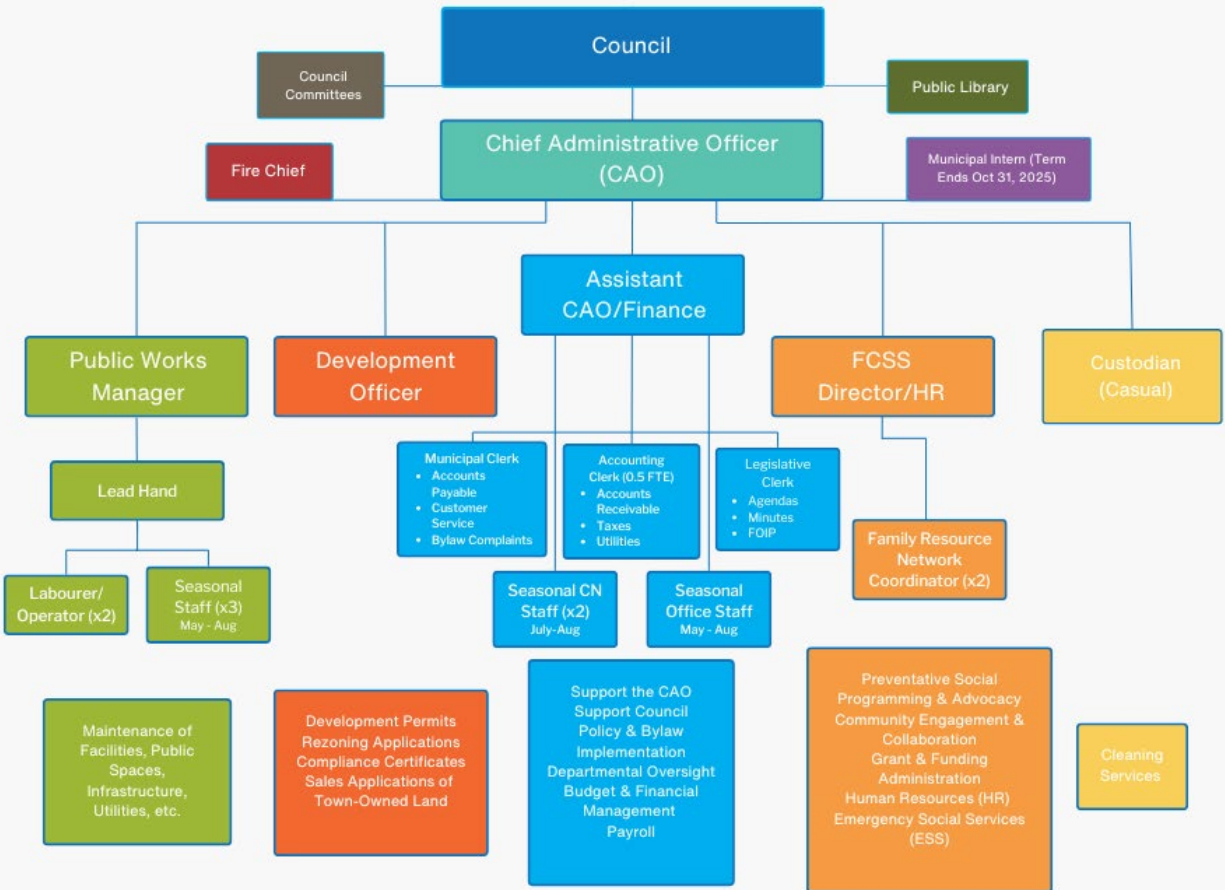 Council
Council
Committees
Public Library
Chief Administrative Officer
(CAO)
Fire Chief
Municipal Intern (Term
Ends Oct 31, 2025)
Assistant
CAO/Finance
Public Works
Manager
Development
Officer
FCSS
Director/HR
Custodian
(Casual)
Municipal Clerk
• Accounts
Payable
• Customer
Service
• Bylaw Complaints
Accounting
Clerk (0.5 FTE)
• Accounts
Receivable
• Taxes
• Utilities
Legislative
Clerk
• Agendas
• Minutes
• FOIP
Lead Hand
Family Resource
Network
Coordinator (x2)
Labourer/
Operator (x2)
Seasonal
Staff (x3)
May - Aug
Seasonal CN
Staff (x2)
July-Aug
Seasonal
Office Staff
May - Aug
Maintenance of
Facilities, Public
Spaces,
Infrastructure,
Utilities, etc.
Development Permits
Rezoning Applications
Compliance Certificates
Sales Applications of
Town-Owned Land
Support the CAO
Support Council
Policy & Bylaw
Implementation
Departmental Oversight
Budget & Financial
Management
Payroll
Preventative Social
Programming & Advocacy
Community Engagement &
Collaboration
Grant & Funding
Administration
Human Resources (HR)
Emergency Social Services
(ESS)
Cleaning
Services